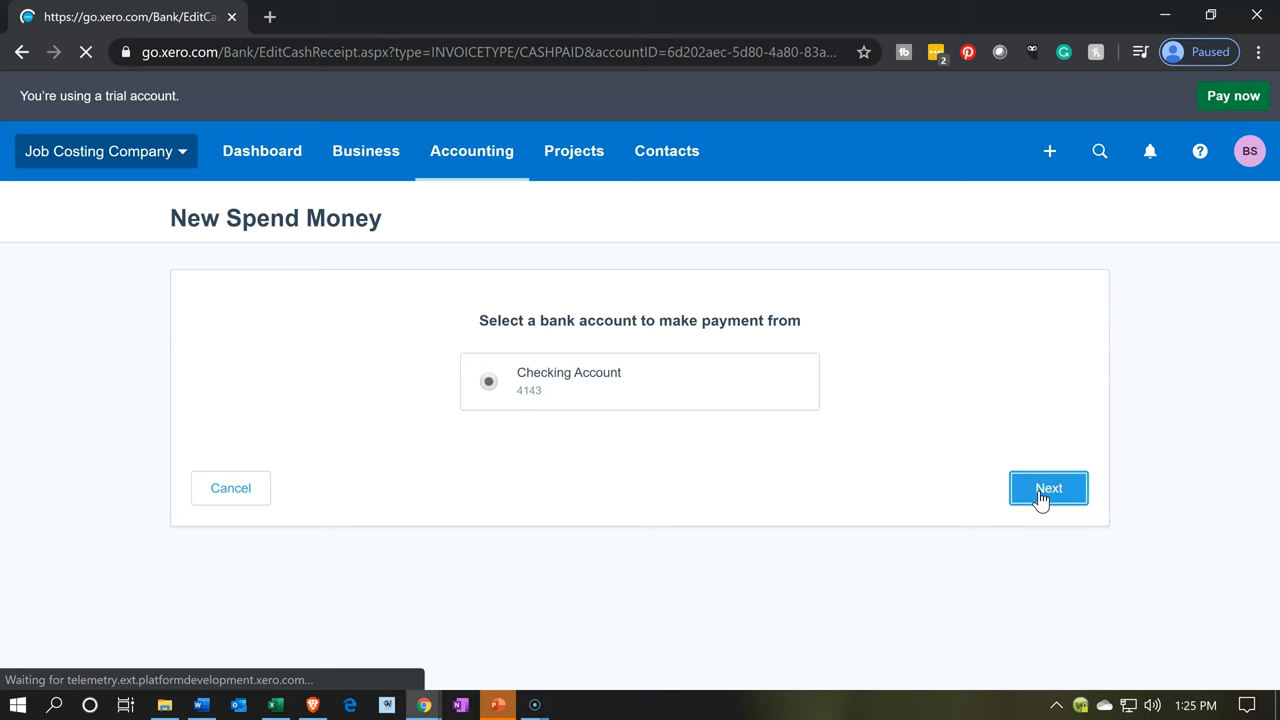 https://go.xero.com/Bank/EditCa
go.xero.com/Bank/EditCashReceipt.aspx?type=INVOICETYPE/CASHPAID&accountID=6d202aec-5d80-4a80-83a...
2
Paused
You're using a trial account.
Pay now
Job Costing Company
Dashboard
Business
Accounting
Projects
Contacts
BS
New Spend Money
Select a bank account to make payment from
Checking Account
4143
Cancel
Next
Waiting for telemetry.ext.platformdevelopment.xero.com...
1:25 PM